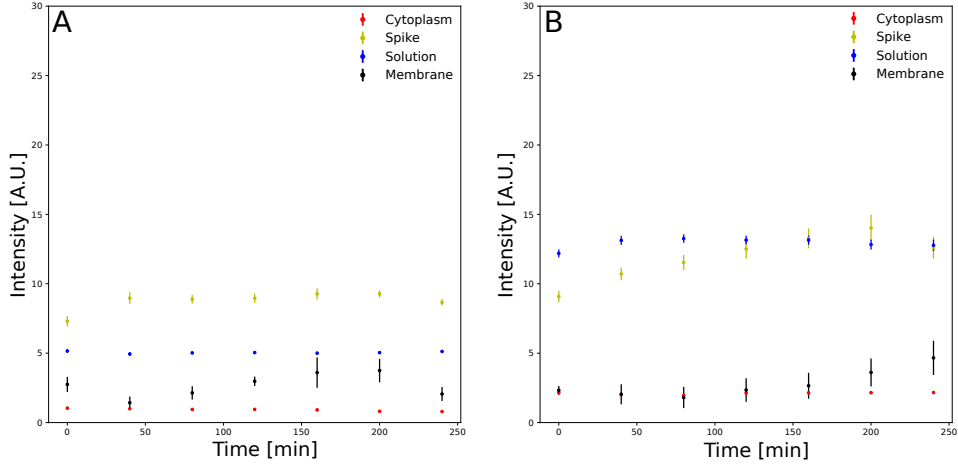 A
Cytoplasm
Spike
Solution
Membrane
30
25
20
15
10
5
0
Intensity [A.U.]
0 50 100 150 200 250
Time [min]
B
Cytoplasm
Spike
Solution
Membrane
30
25
20
15
10
5
0
Intensity [A.U.]
0 50 100 150 200 250
Time [min]